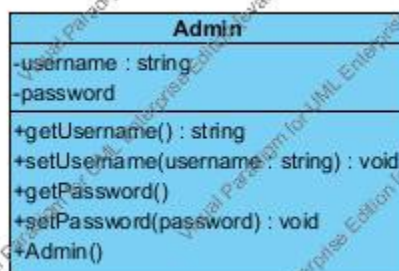 Admin
-username : string
-password
+getUsername() : string
+setUsername(username : string) : void
+getPassword()
+setPassword(password) : void
+Admin()